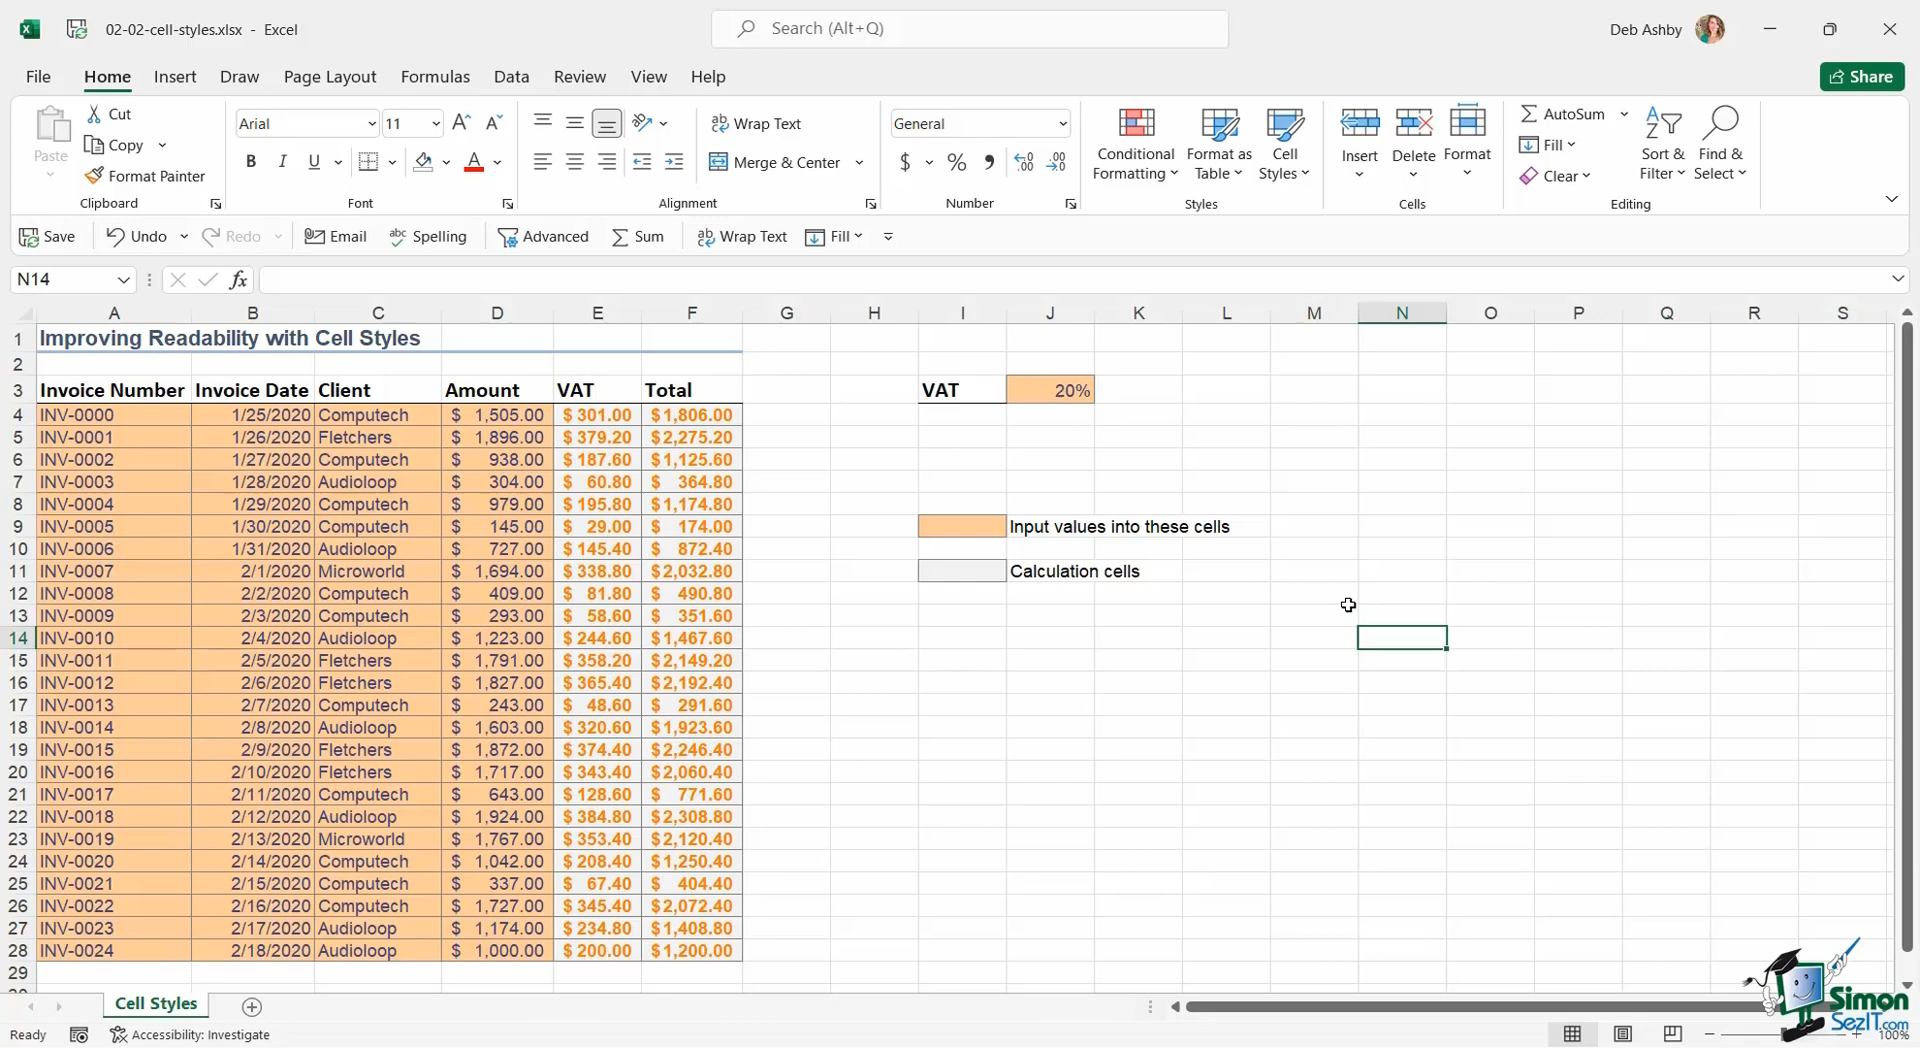 02-02-cell-styles.xlsx - Excel
Search (Alt+Q)
Deb Ashby
File Home Insert Draw Page Layout Formulas Data Review View Help
Share
Paste
Cut
Copy
Format Painter
Clipboard
Arial 11
B I U A
Font
Wrap Text
Merge & Center
Alignment
General
$ % 9
Number
Conditional Formatting
Format as Table
Cell Styles
Styles
Insert Delete Format
Cells
AutoSum
Fill
Clear
Sort & Filter
Find & Select
Editing
Save Undo Redo Email Spelling Advanced Sum Wrap Text Fill
N14 fx
A B C D E F G H I J K L M N O P Q R S
1 Improving Readability with Cell Styles
2
3 Invoice Number Invoice Date Client Amount VAT Total VAT 20%
4 INV-0000 1/25/2020 Computech $ 1,505.00 $ 301.00 $1,806.00
5 INV-0001 1/26/2020 Fletchers $ 1,896.00 $ 379.20 $2,275.20
6 INV-0002 1/27/2020 Computech $ 938.00 $ 187.60 $1,125.60
7 INV-0003 1/28/2020 Audioloop $ 304.00 $ 60.80 $ 364.80
8 INV-0004 1/29/2020 Computech $ 979.00 $ 195.80 $1,174.80
9 INV-0005 1/30/2020 Computech $ 145.00 $ 29.00 $ 174.00 Input values into these cells
10 INV-0006 1/31/2020 Audioloop $ 727.00 $ 145.40 $ 872.40
11 INV-0007 2/1/2020 Microworld $ 1,694.00 $ 338.80 $2,032.80 Calculation cells
12 INV-0008 2/2/2020 Computech $ 409.00 $ 81.80 $ 490.80
13 INV-0009 2/3/2020 Computech $ 293.00 $ 58.60 $ 351.60
14 INV-0010 2/4/2020 Audioloop $ 1,223.00 $ 244.60 $1,467.60
15 INV-0011 2/5/2020 Fletchers $ 1,791.00 $ 358.20 $2,149.20
16 INV-0012 2/6/2020 Fletchers $ 1,827.00 $ 365.40 $2,192.40
17 INV-0013 2/7/2020 Computech $ 243.00 $ 48.60 $ 291.60
18 INV-0014 2/8/2020 Audioloop $ 1,603.00 $ 320.60 $1,923.60
19 INV-0015 2/9/2020 Fletchers $ 1,872.00 $ 374.40 $2,246.40
20 INV-0016 2/10/2020 Fletchers $ 1,717.00 $ 343.40 $2,060.40
21 INV-0017 2/11/2020 Computech $ 643.00 $ 128.60 $ 771.60
22 INV-0018 2/12/2020 Audioloop $ 1,924.00 $ 384.80 $2,308.80
23 INV-0019 2/13/2020 Microworld $ 1,767.00 $ 353.40 $2,120.40
24 INV-0020 2/14/2020 Computech $ 1,042.00 $ 208.40 $1,250.40
25 INV-0021 2/15/2020 Computech $ 337.00 $ 67.40 $ 404.40
26 INV-0022 2/16/2020 Computech $ 1,727.00 $ 345.40 $2,072.40
27 INV-0023 2/17/2020 Audioloop $ 1,174.00 $ 234.80 $1,408.80
28 INV-0024 2/18/2020 Audioloop $ 1,000.00 $ 200.00 $1,200.00
29
Cell Styles
Ready Accessibility: Investigate 100%
Simon
SezIT.com